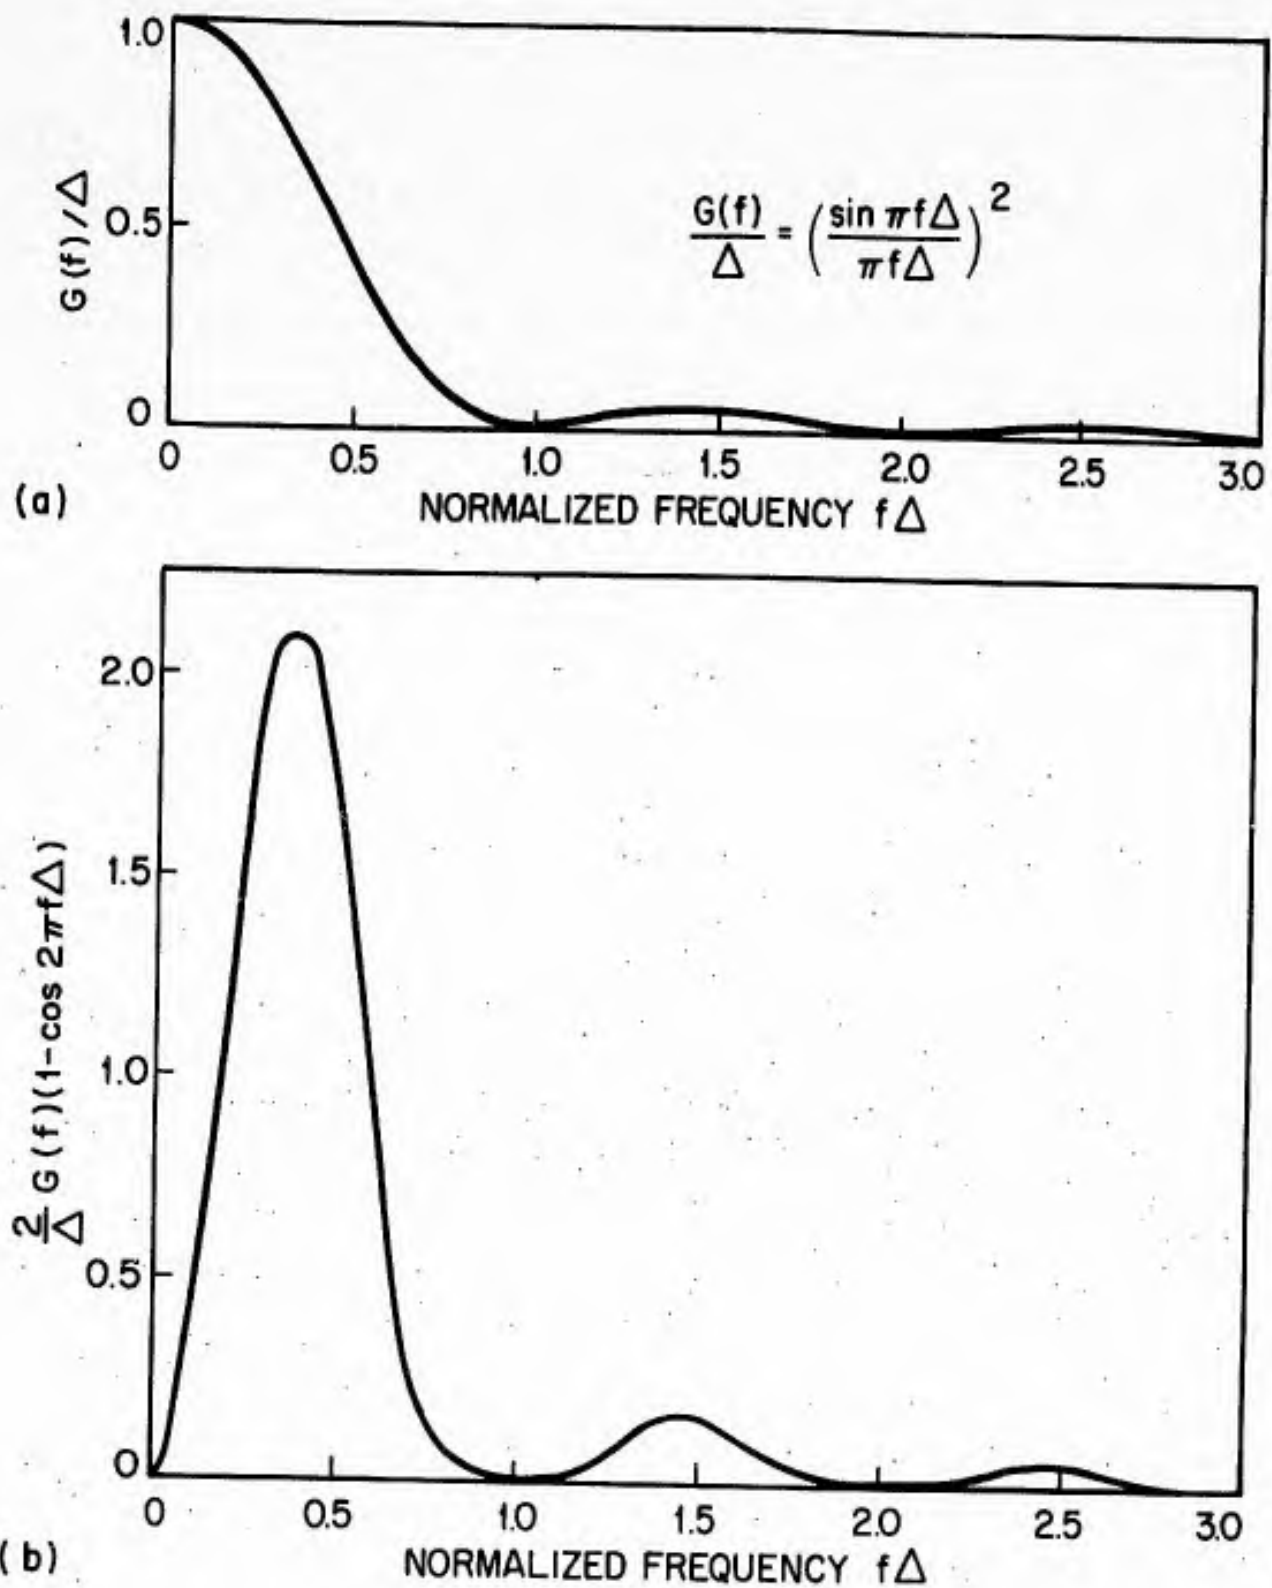 1.0
0.5
0
G(f)/Δ
G(f)/Δ = (sin πfΔ / πfΔ)²
0 0.5 1.0 1.5 2.0 2.5 3.0
(a)
NORMALIZED FREQUENCY fΔ
2.0
1.5
1.0
0.5
0
2/Δ G(f)(1-cos 2πfΔ)
0 0.5 1.0 1.5 2.0 2.5 3.0
(b)
NORMALIZED FREQUENCY fΔ